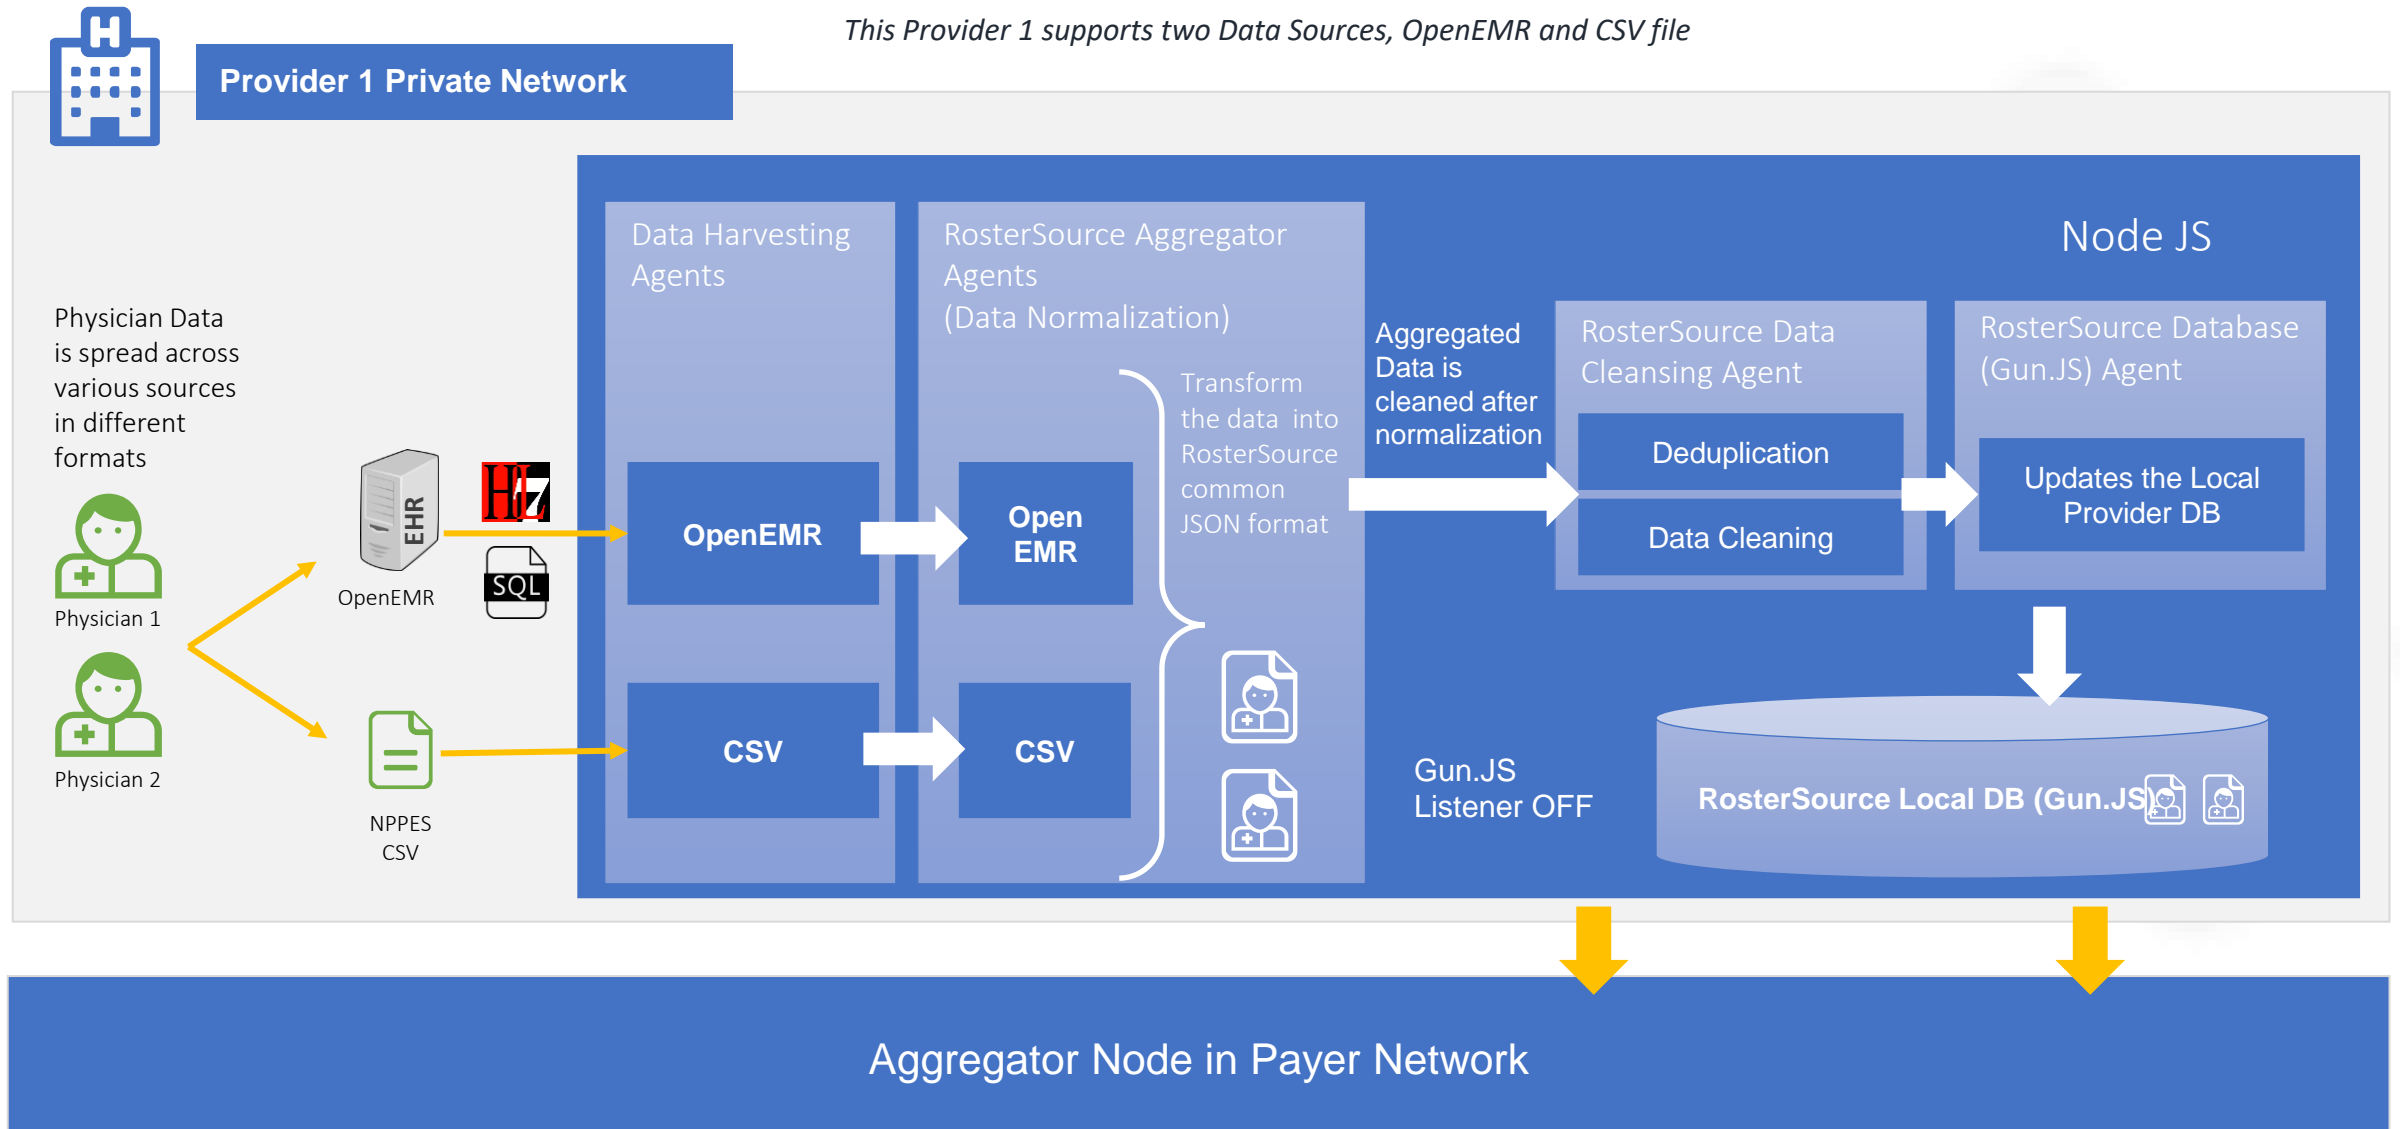 This Provider 1 supports two Data Sources, OpenEMR and CSV file
Provider 1 Private Network
Node JS
Data Harvesting
Agents
RosterSource Aggregator
Agents
(Data Normalization)
Physician Data
is spread across
various sources
in different
formats
Physician 1
Physician 2
EHR
OpenEMR
HL7
SQL
NPPES
CSV
OpenEMR
CSV
Open
EMR
CSV
Transform
the data into
RosterSource
common
JSON format
Aggregated
Data is
cleaned after
normalization
RosterSource Data
Cleansing Agent
Deduplication
Data Cleaning
RosterSource Database
(Gun.JS) Agent
Updates the Local
Provider DB
Gun.JS
Listener OFF
RosterSource Local DB (Gun.JS)
Aggregator Node in Payer Network